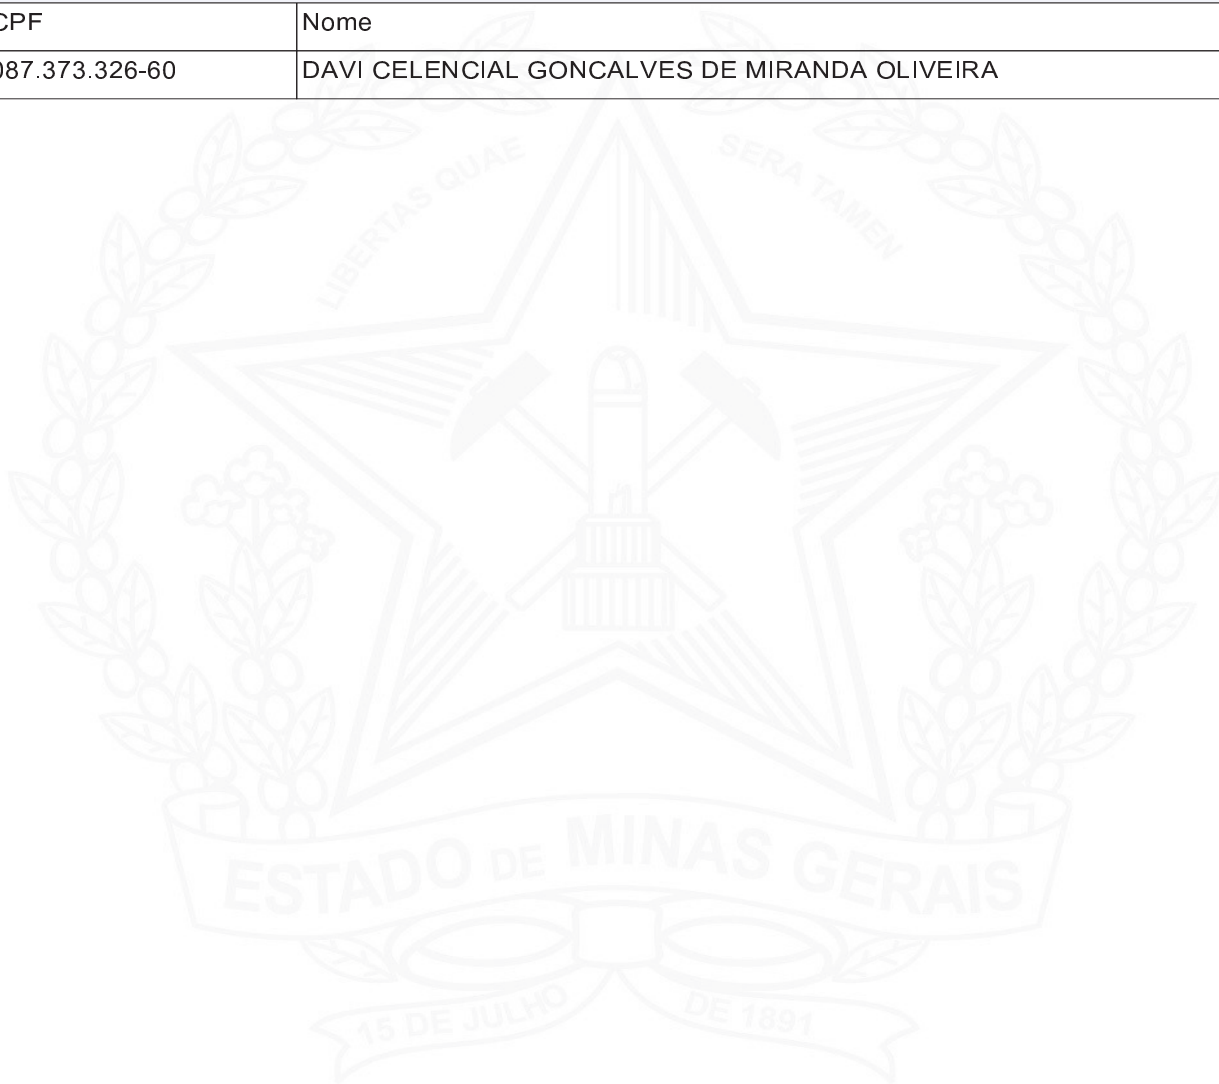 CPF Nome
087.373.326-60 DAVI CELENCIAL GONCALVES DE MIRANDA OLIVEIRA
LIBERTAS QUAE SERA TAMEN
ESTADO DE MINAS GERAIS
15 DE JULHO DE 1891